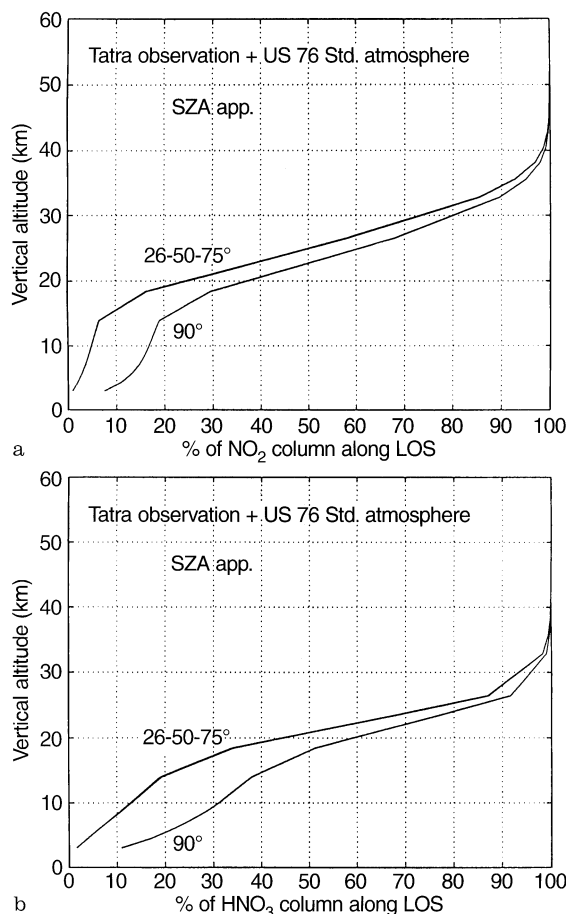 Tatra observation + US 76 Std. atmosphere
SZA app.
26-50-75°
90°
Vertical altitude (km)
60
50
40
30
20
10
0
0 10 20 30 40 50 60 70 80 90 100
% of NO₂ column along LOS
a
Tatra observation + US 76 Std. atmosphere
SZA app.
26-50-75°
90°
Vertical altitude (km)
60
50
40
30
20
10
0
0 10 20 30 40 50 60 70 80 90 100
% of HNO₃ column along LOS
b